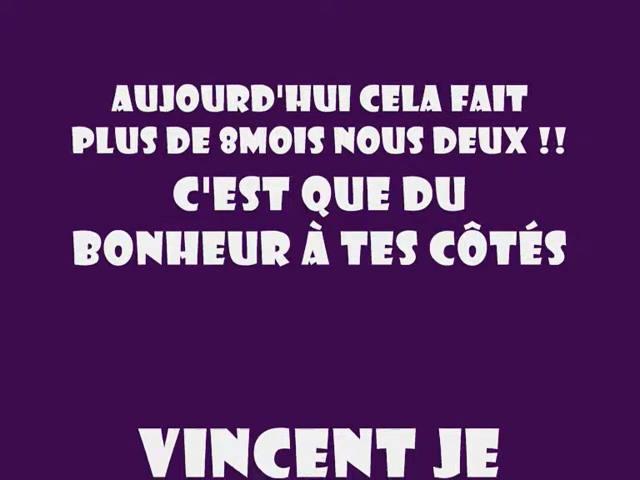 AUJOURD'HUI CELA FAIT
PLUS DE 8MOIS NOUS DEUX !!
C'EST QUE DU
BONHEUR À TES CÔTÉS
VINCENT JE